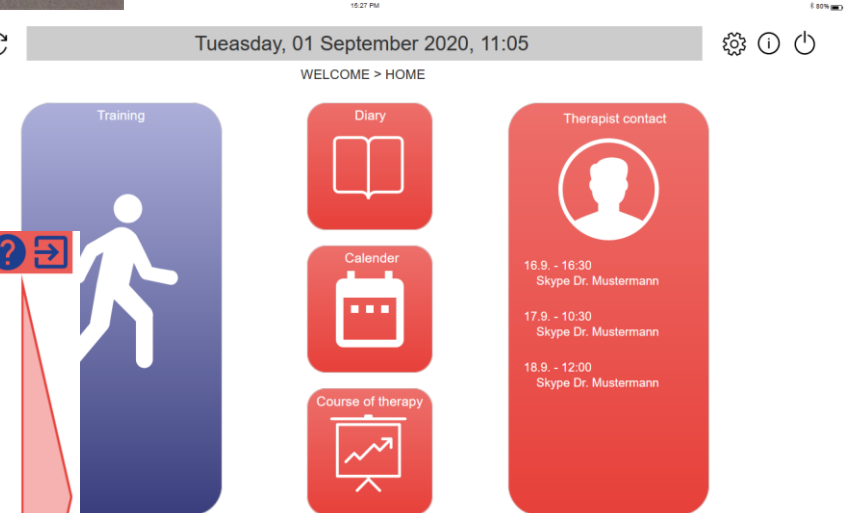 15:27 PM
80%
Tueasday, 01 September 2020, 11:05
WELCOME > HOME
Training
Diary
Therapist contact
?
Calender
16.9. - 16:30
Skype Dr. Mustermann
17.9. - 10:30
Skype Dr. Mustermann
18.9. - 12:00
Skype Dr. Mustermann
Course of therapy